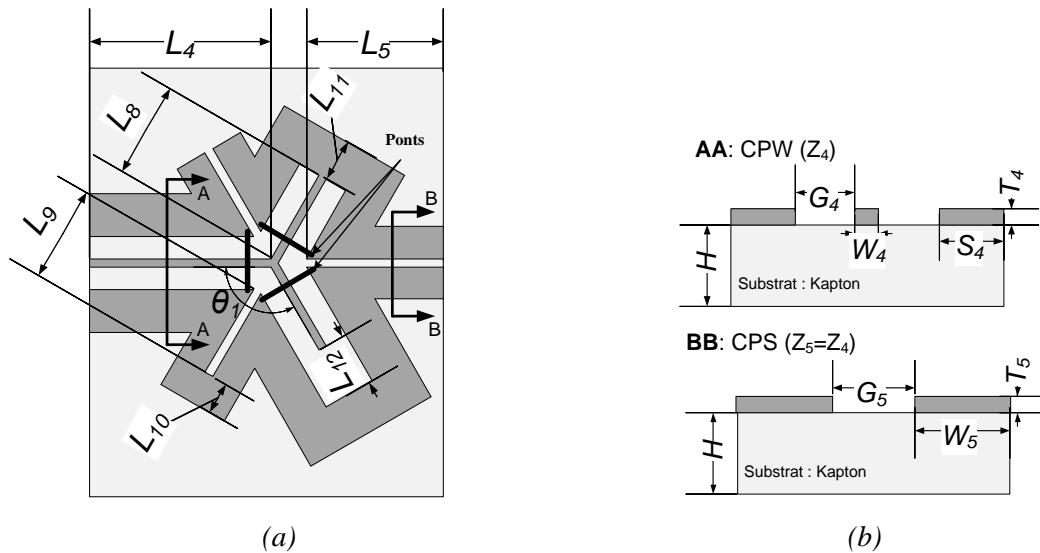 L4
L5
L8
L11
Ponts
L9
A
B
θ1
A
B
L12
L10
(a)
AA: CPW (Z4)
G4
T4
W4
S4
H
Substrat : Kapton
BB: CPS (Z5=Z4)
G5
T5
W5
H
Substrat : Kapton
(b)